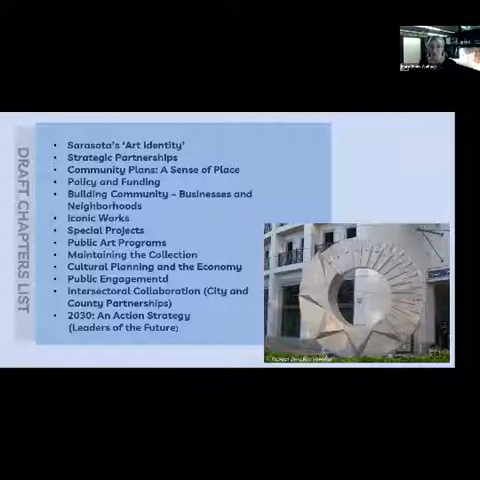 DRAFT CHAPTERS LIST
• Sarasota's 'Art Identity'
• Strategic Partnerships
• Community Plans: A Sense of Place
• Policy and Funding
• Building Community – Businesses and
Neighborhoods
• Iconic Works
• Special Projects
• Public Art Programs
• Maintaining the Collection
• Cultural Planning and the Economy
• Public Engagementd
• Intersectoral Collaboration (City and
County Partnerships)
• 2030: An Action Strategy
(Leaders of the Future)